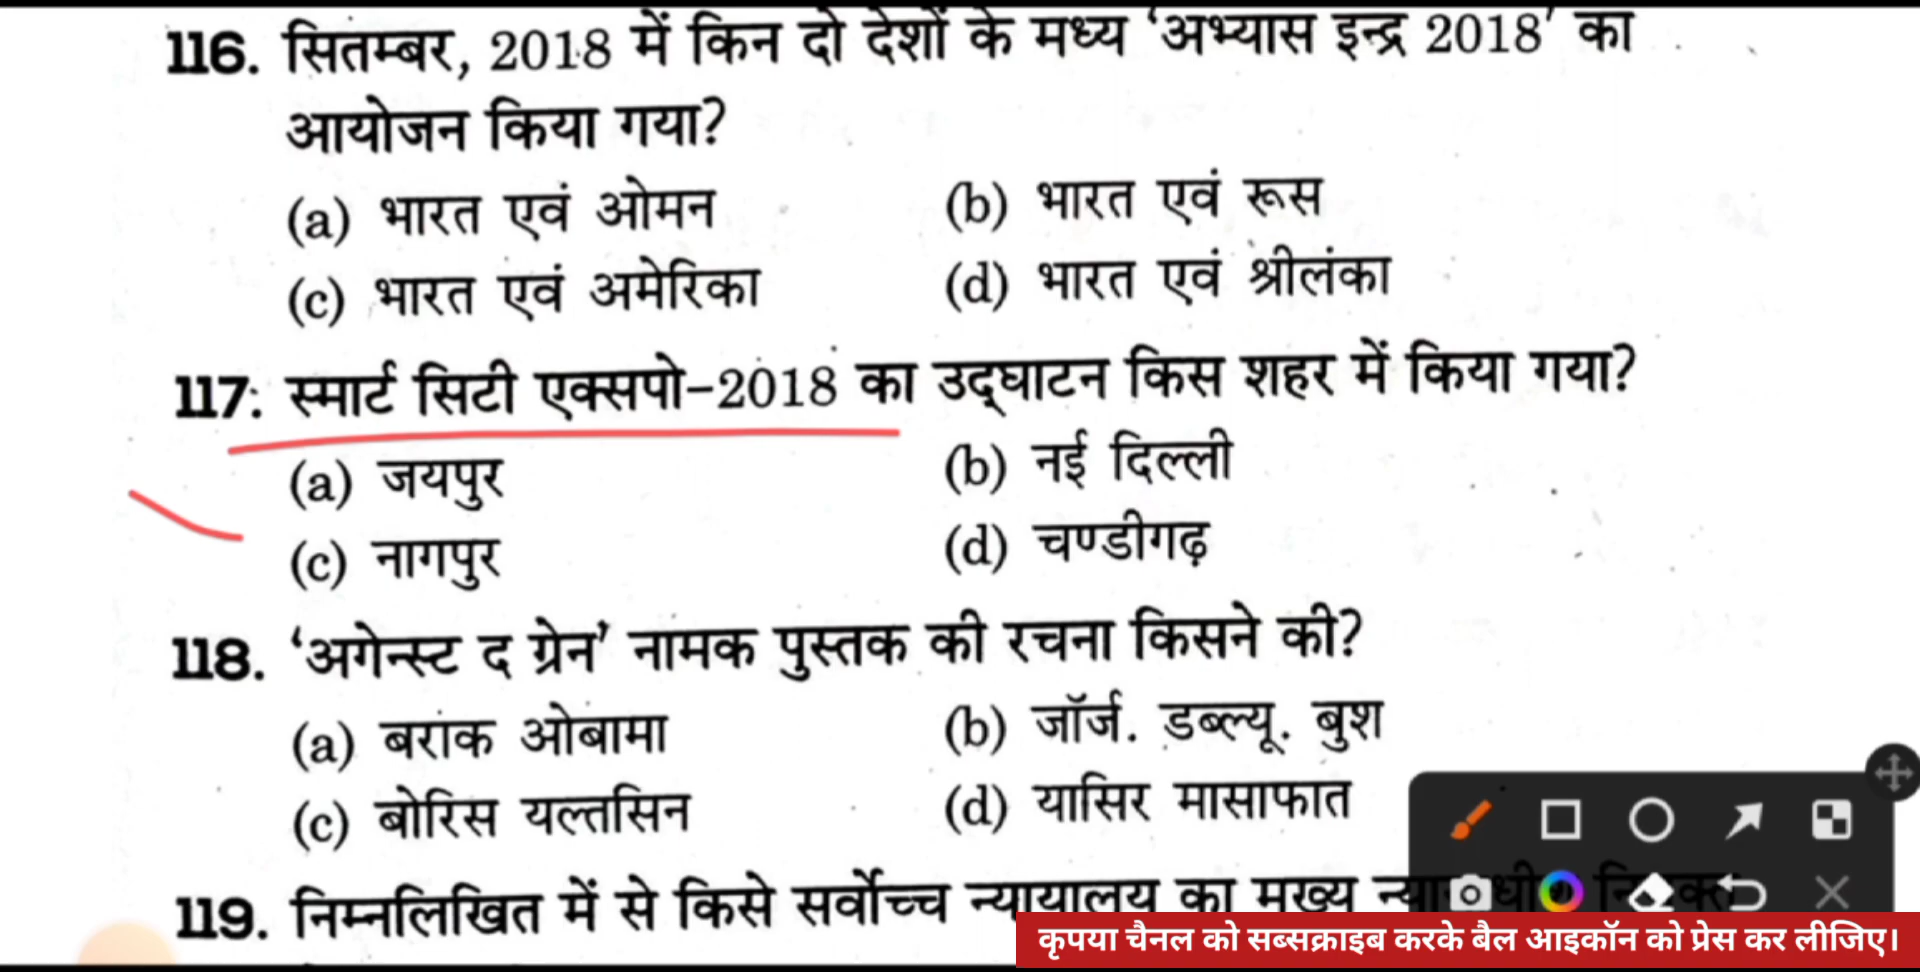 116. सितम्बर, 2018 में किन दो देशों के मध्य ‘अभ्यास इन्द्र 2018’ का
आयोजन किया गया?
(a) भारत एवं ओमन (b) भारत एवं रूस
(c) भारत एवं अमेरिका (d) भारत एवं श्रीलंका
117. स्मार्ट सिटी एक्सपो-2018 का उद्घाटन किस शहर में किया गया?
(a) जयपुर (b) नई दिल्ली
(c) नागपुर (d) चण्डीगढ़
118. ‘अगेन्स्ट द ग्रेन’ नामक पुस्तक की रचना किसने की?
(a) बराक ओबामा (b) जॉर्ज. डब्ल्यू. बुश
(c) बोरिस यल्तसिन (d) यासिर मासाफात
119. निम्नलिखित में से किसे सर्वोच्च न्यायालय का मुख्य
कृपया चैनल को सब्सक्राइब करके बैल आइकॉन को प्रेस कर लीजिए।